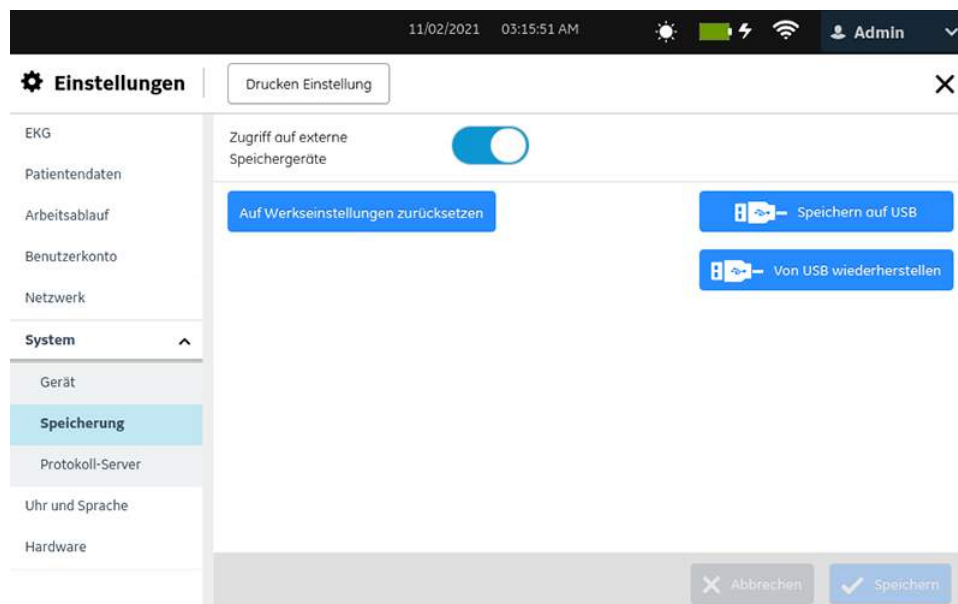 11/02/2021 03:15:51 AM Admin
Einstellungen Drucken Einstellung
EKG
Patientendaten
Arbeitsablauf
Benutzerkonto
Netzwerk
System
Gerät
Speicherung
Protokoll-Server
Uhr und Sprache
Hardware
Zugriff auf externe
Speichergeräte
Auf Werkseinstellungen zurücksetzen
Speichern auf USB
Von USB wiederherstellen
Abbrechen Speichern